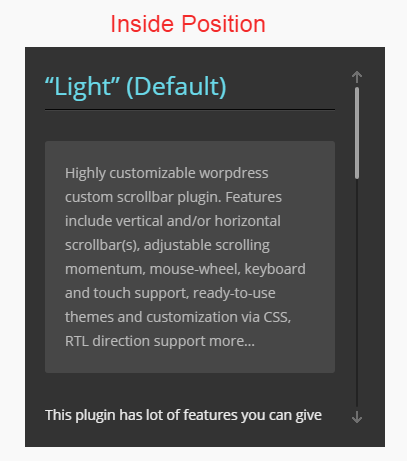 Inside Position
“Light” (Default)
Highly customizable worpdress
custom scrollbar plugin. Features
include vertical and/or horizontal
scrollbar(s), adjustable scrolling
momentum, mouse-wheel, keyboard
and touch support, ready-to-use
themes and customization via CSS,
RTL direction support more...
This plugin has lot of features you can give